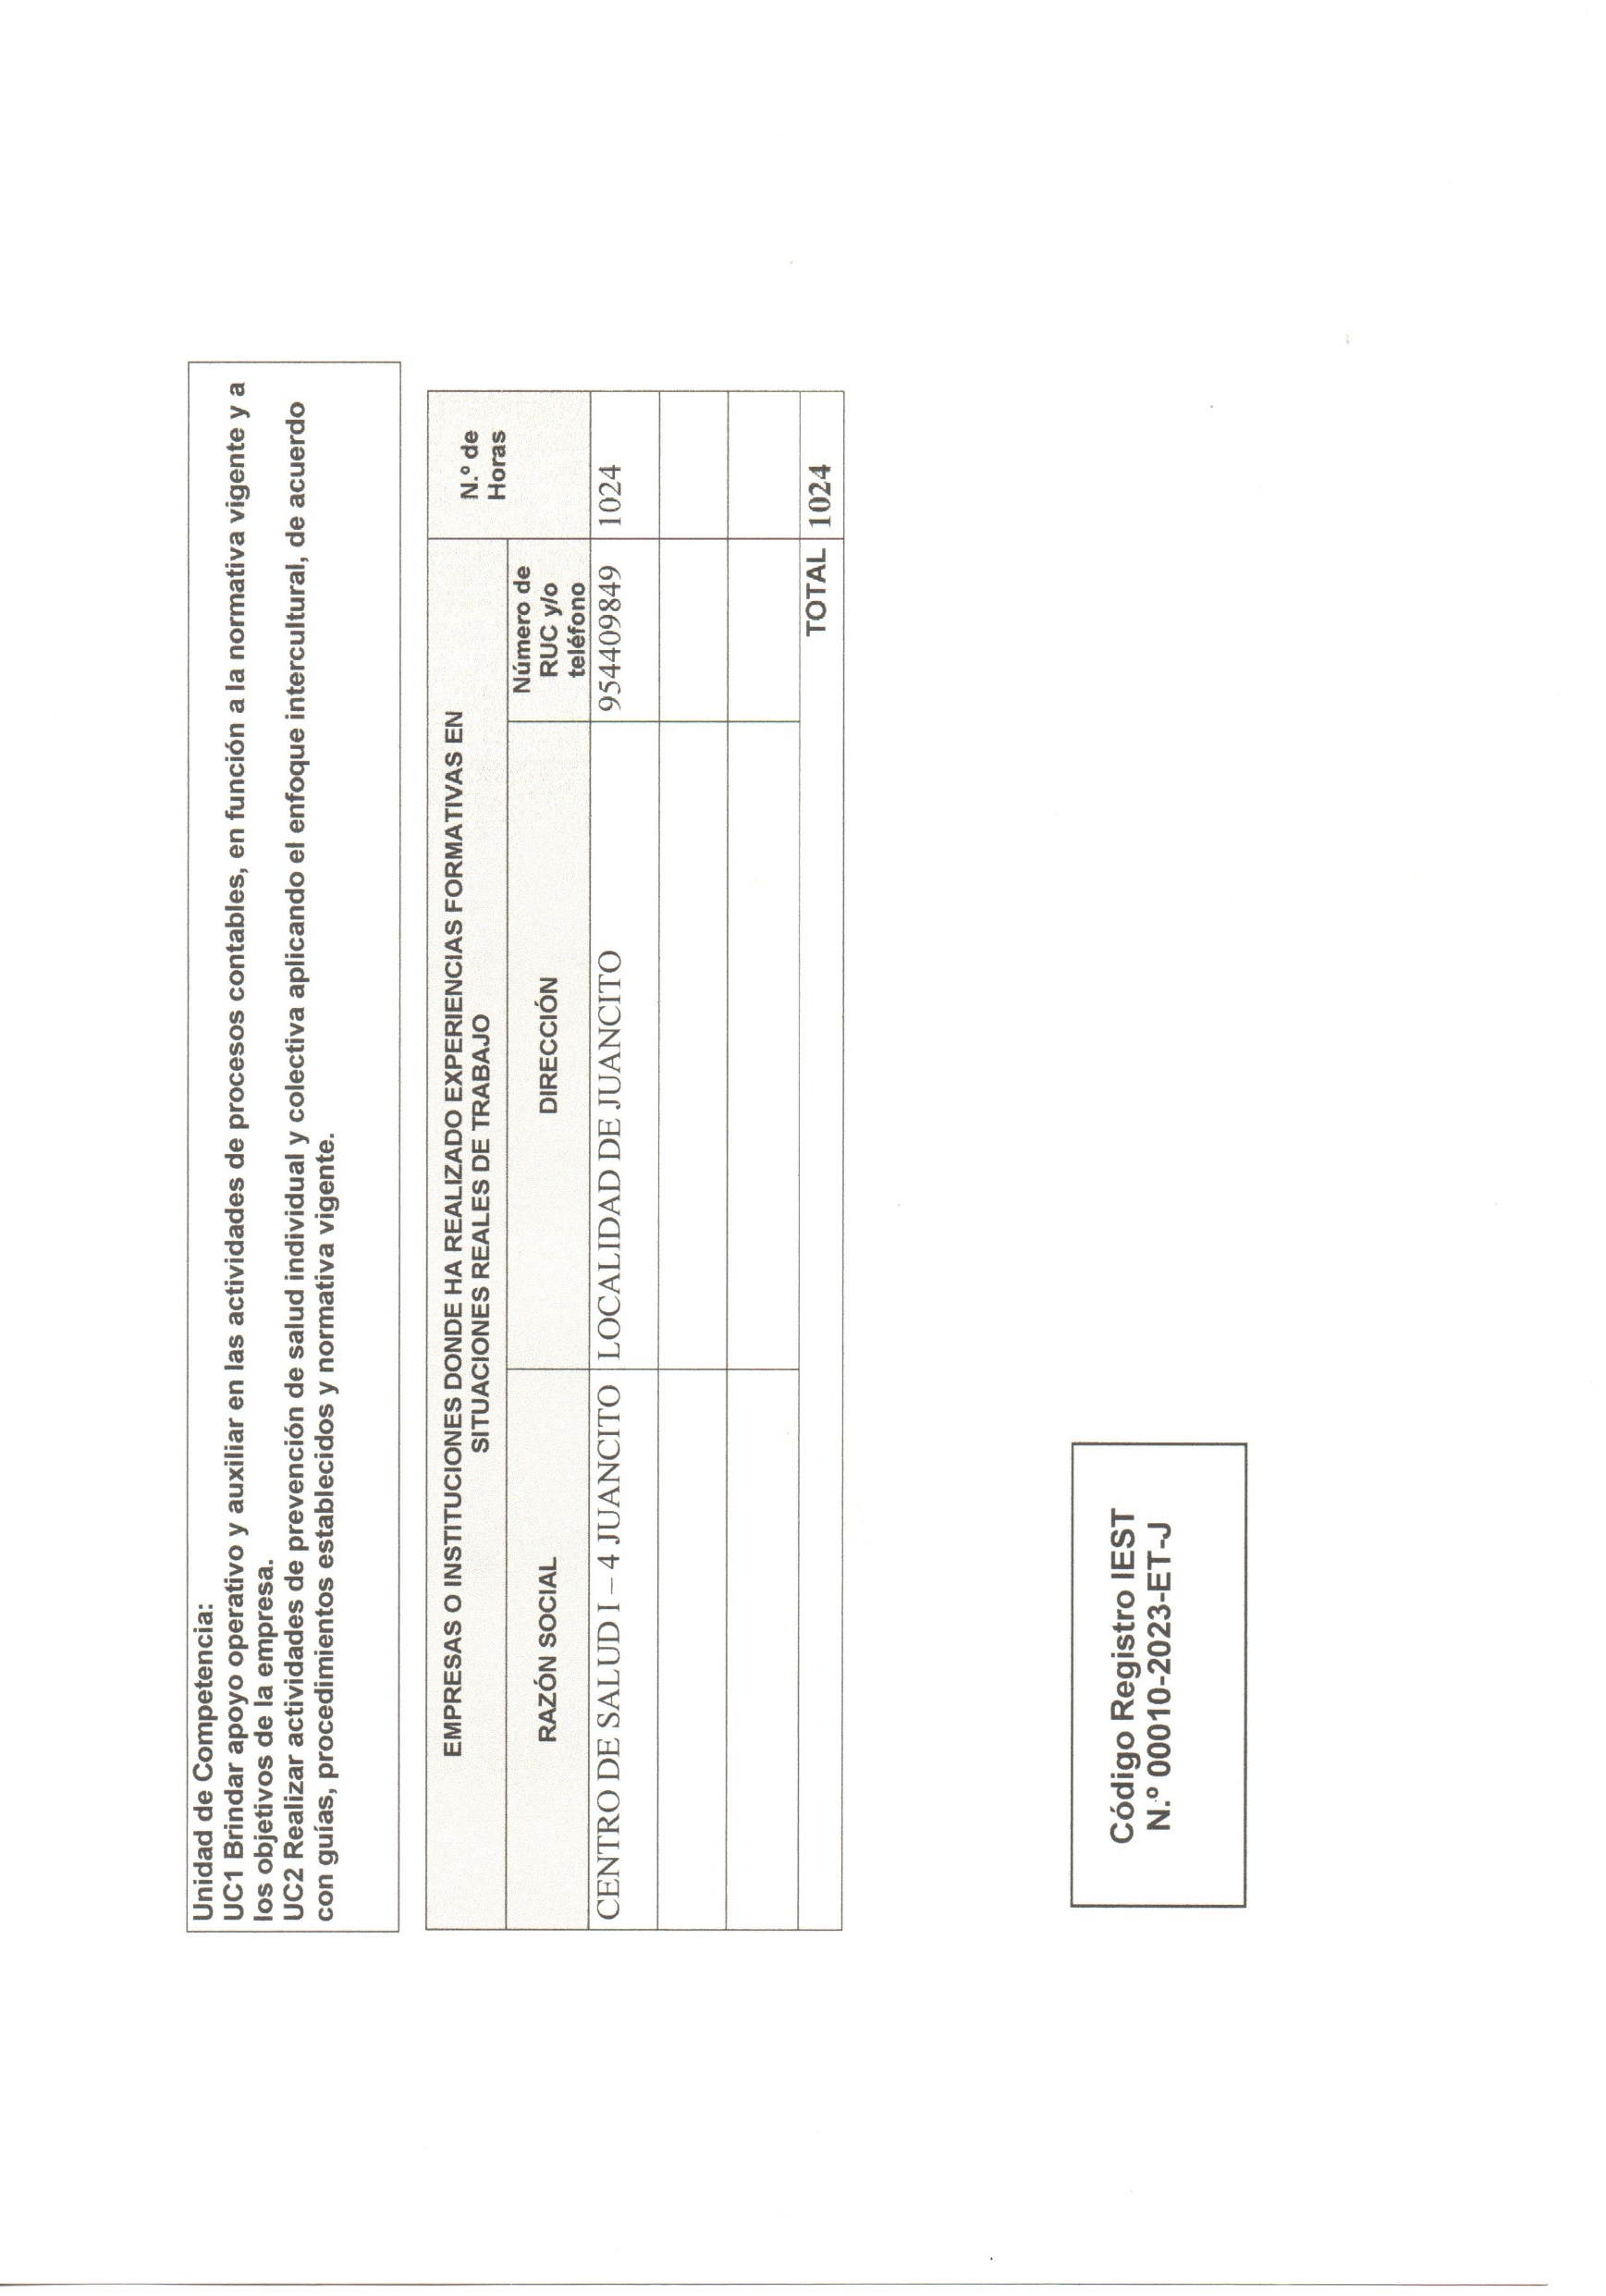 Unidad de Competencia:
UC1 Brindar apoyo operativo y auxiliar en las actividades de procesos contables, en función a la normativa vigente y a
los objetivos de la empresa.
UC2 Realizar actividades de prevención de salud individual y colectiva aplicando el enfoque intercultural, de acuerdo
con guías, procedimientos establecidos y normativa vigente.
EMPRESAS O INSTITUCIONES DONDE HA REALIZADO EXPERIENCIAS FORMATIVAS EN
SITUACIONES REALES DE TRABAJO
N.º de
Horas
RAZÓN SOCIAL
DIRECCIÓN
Número de
RUC y/o
teléfono
CENTRO DE SALUD I – 4 JUANCITO LOCALIDAD DE JUANCITO 954409849 1024
TOTAL 1024
Código Registro IEST
N.º 00010-2023-ET-J